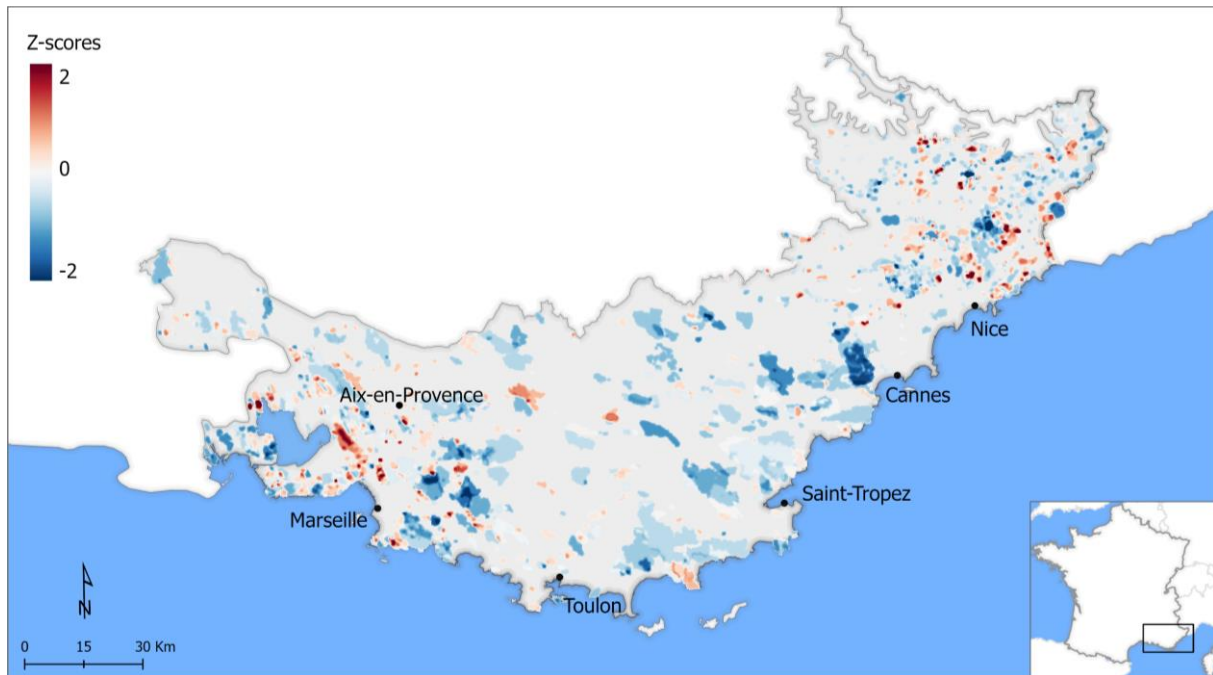 Z-scores
2
0
-2
Nice
Cannes
Aix-en-Provence
Saint-Tropez
Marseille
Toulon
N
0 15 30 Km